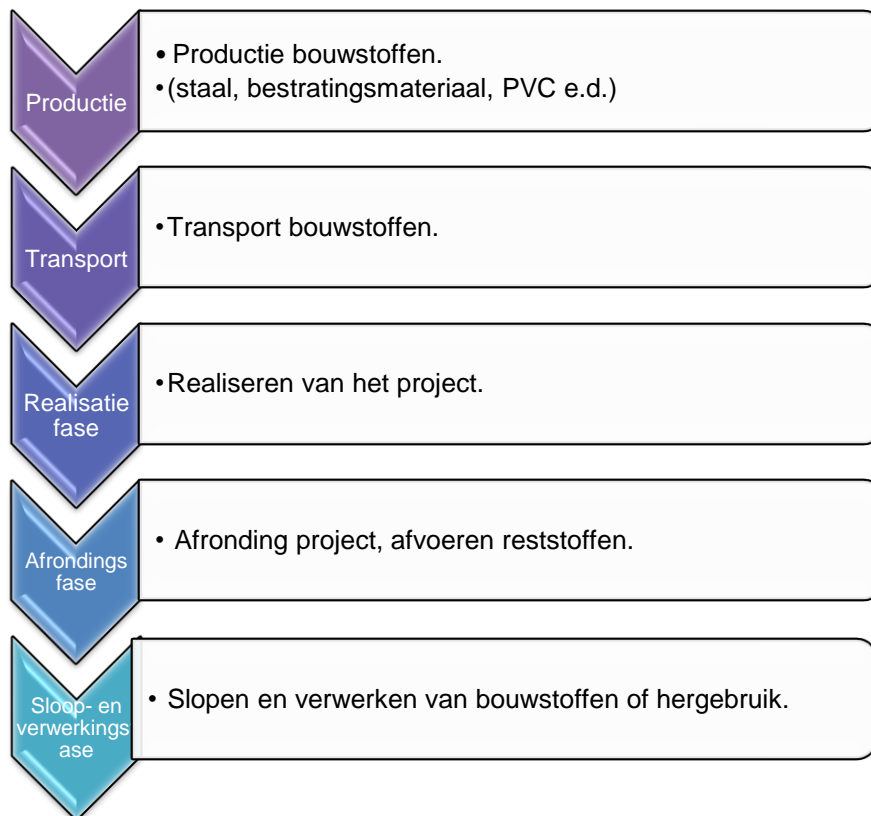 Productie
• Productie bouwstoffen.
• (staal, bestratingsmateriaal, PVC e.d.)
Transport
• Transport bouwstoffen.
Realisatie
fase
• Realiseren van het project.
Afrondings
fase
• Afronding project, afvoeren reststoffen.
Sloop- en
verwerkings
ase
• Slopen en verwerken van bouwstoffen of hergebruik.